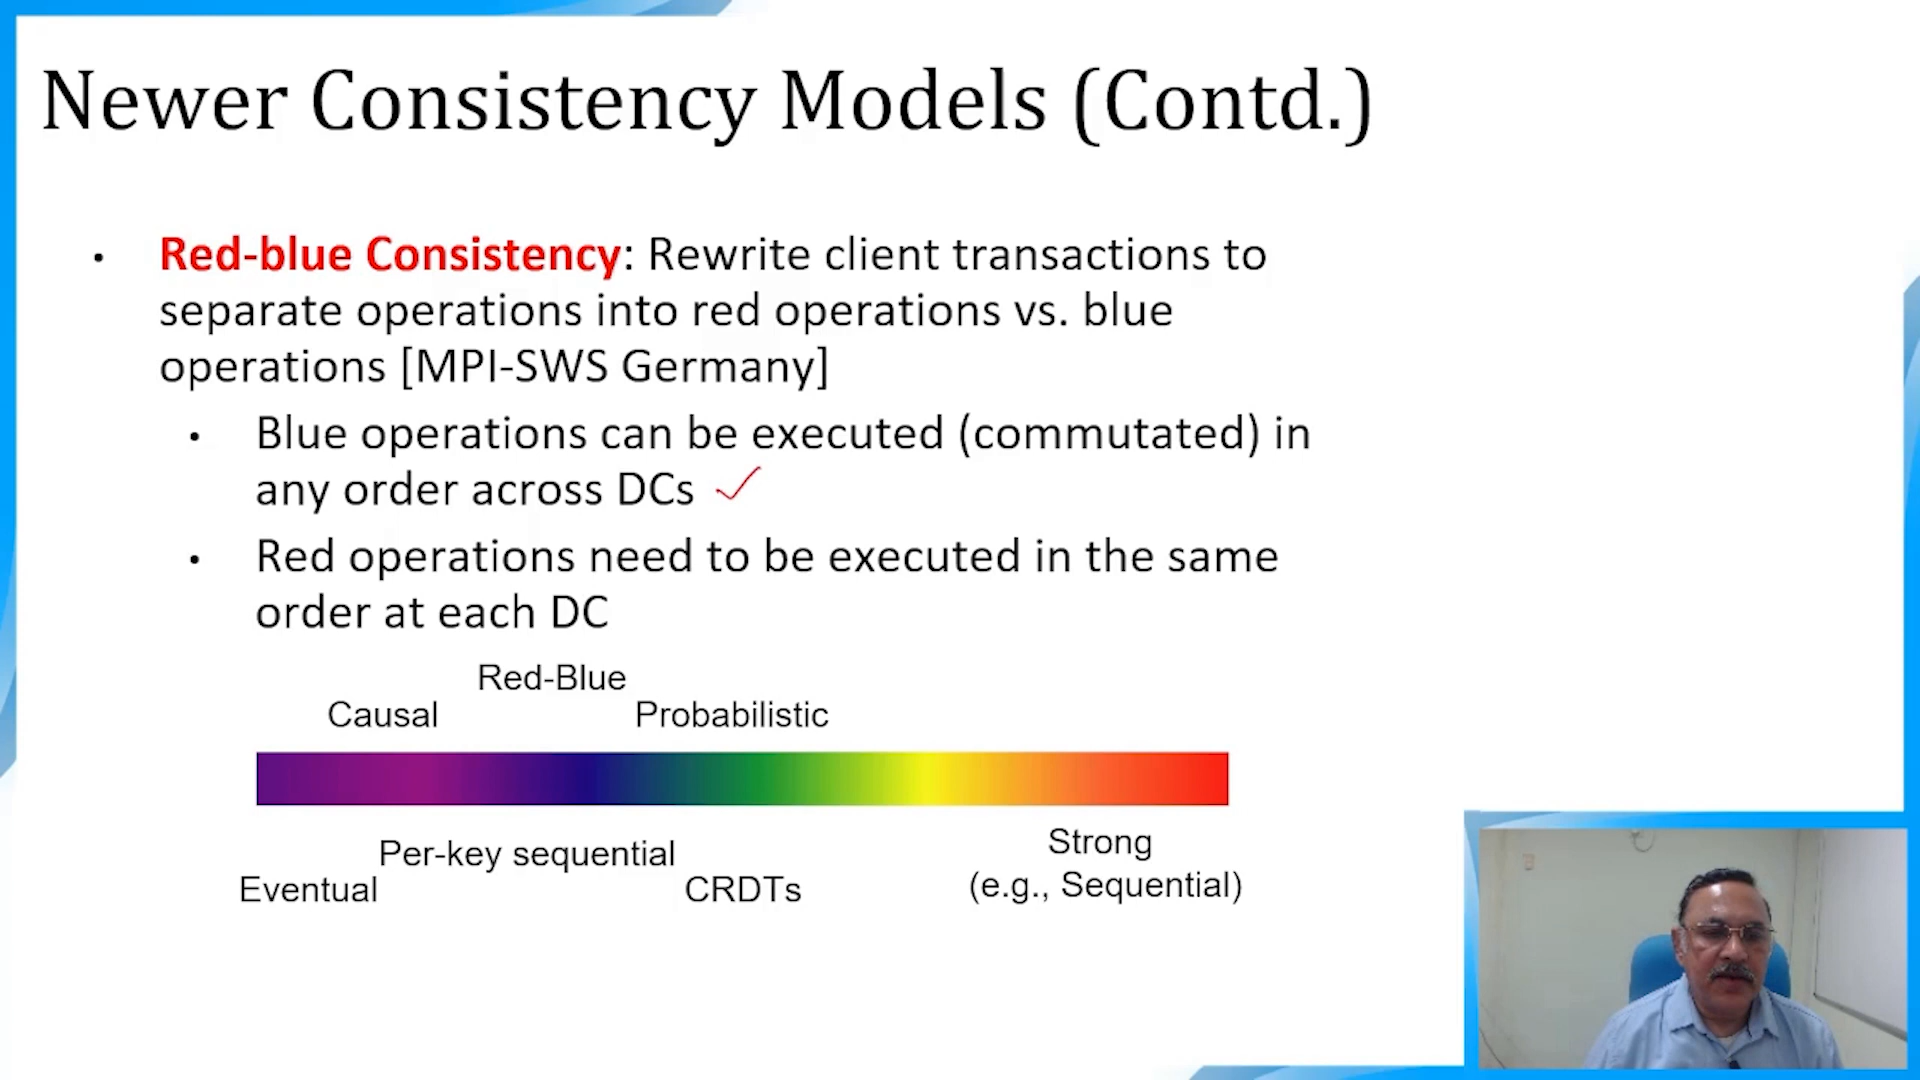 Newer Consistency Models (Contd.)
• Red-blue Consistency: Rewrite client transactions to
separate operations into red operations vs. blue
operations [MPI-SWS Germany]
• Blue operations can be executed (commutated) in
any order across DCs ✓
• Red operations need to be executed in the same
order at each DC
Red-Blue
Causal Probabilistic
Strong
Per-key sequential
Eventual CRDTs (e.g., Sequential)